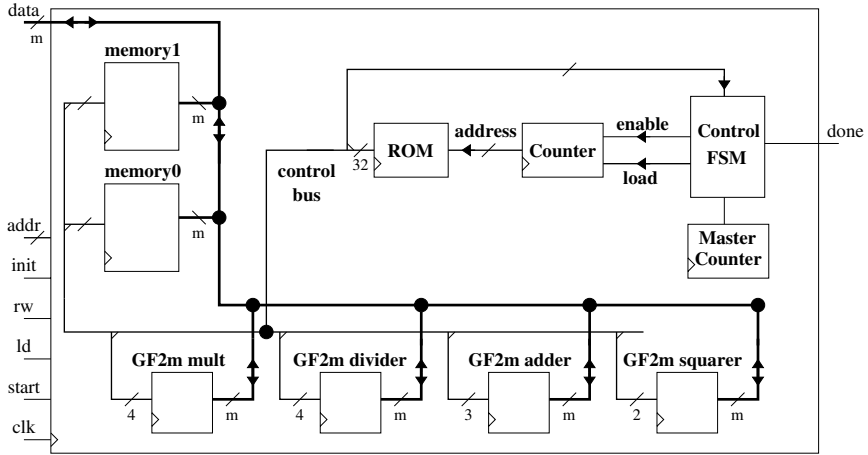 data
m
memory1
m
memory0
m
addr
init
rw
ld
start
clk
control
bus
32
ROM
address
Counter
enable
load
Control
FSM
done
Master
Counter
GF2m mult
4
m
GF2m divider
4
m
GF2m adder
3
m
GF2m squarer
2
m